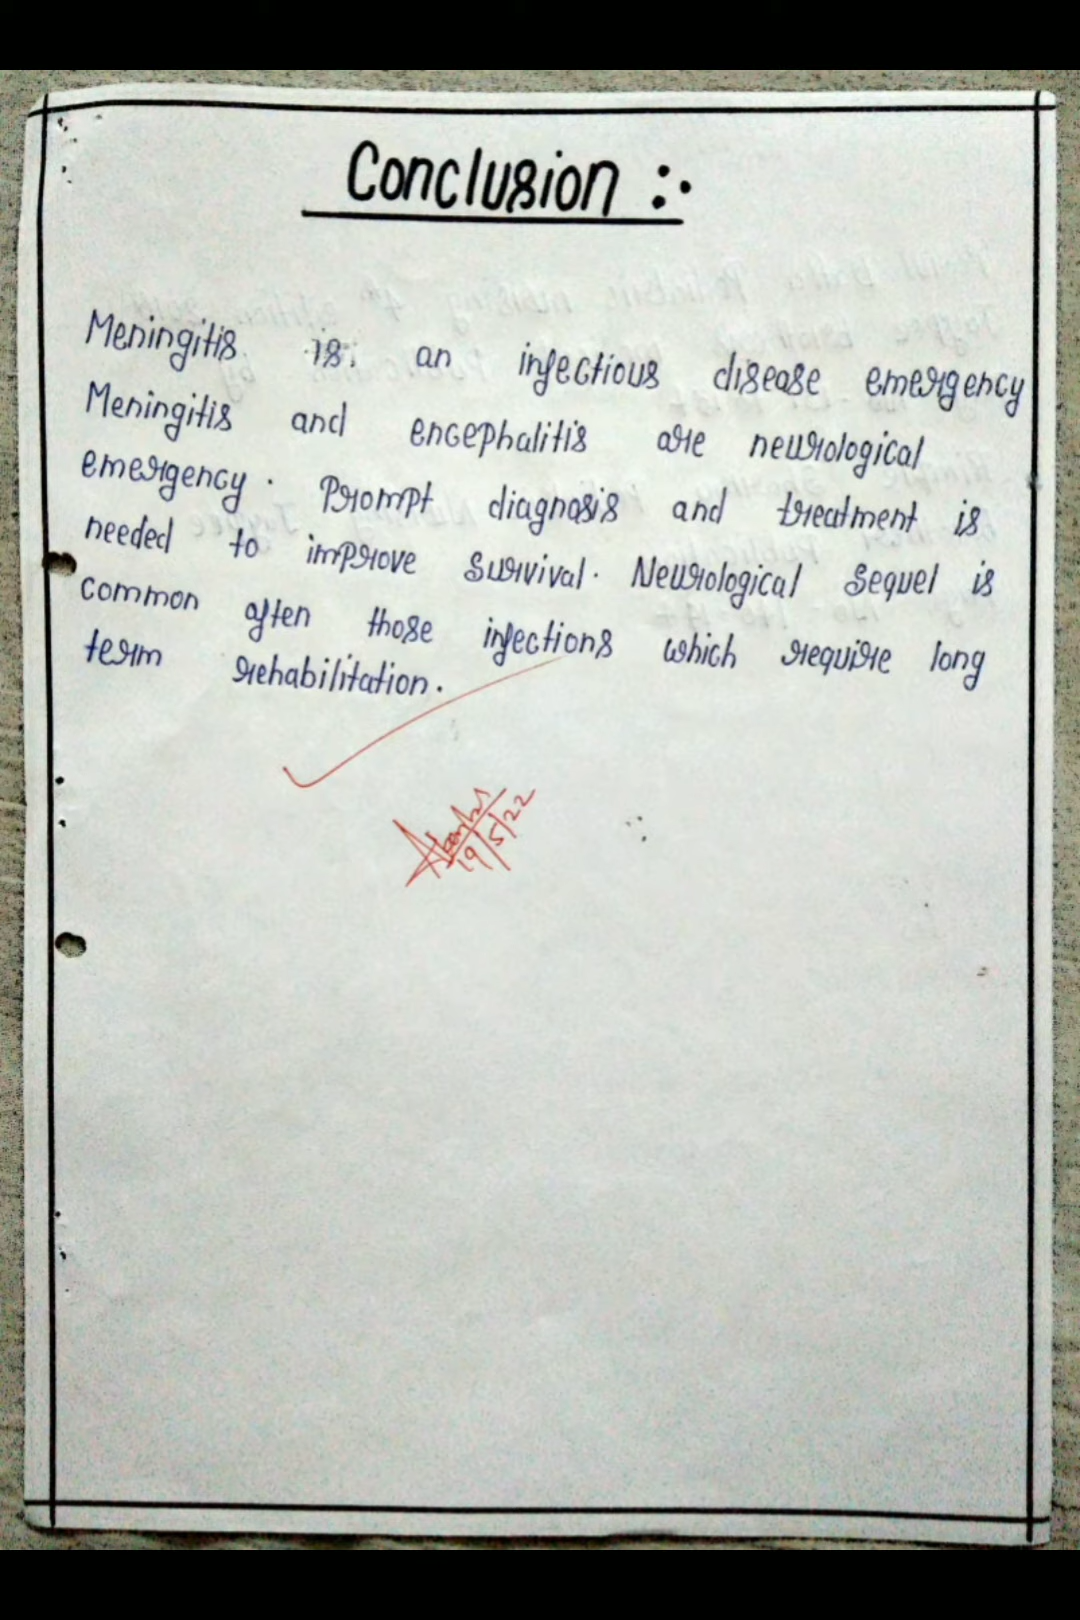 Conclusion :-
Meningitis is an infectious disease emergency
Meningitis and encephalitis are neurological
emergency. Prompt diagnosis and treatment is
needed to improve survival. Neurological sequel is
common often those infections which require long
term rehabilitation.
19/5/22